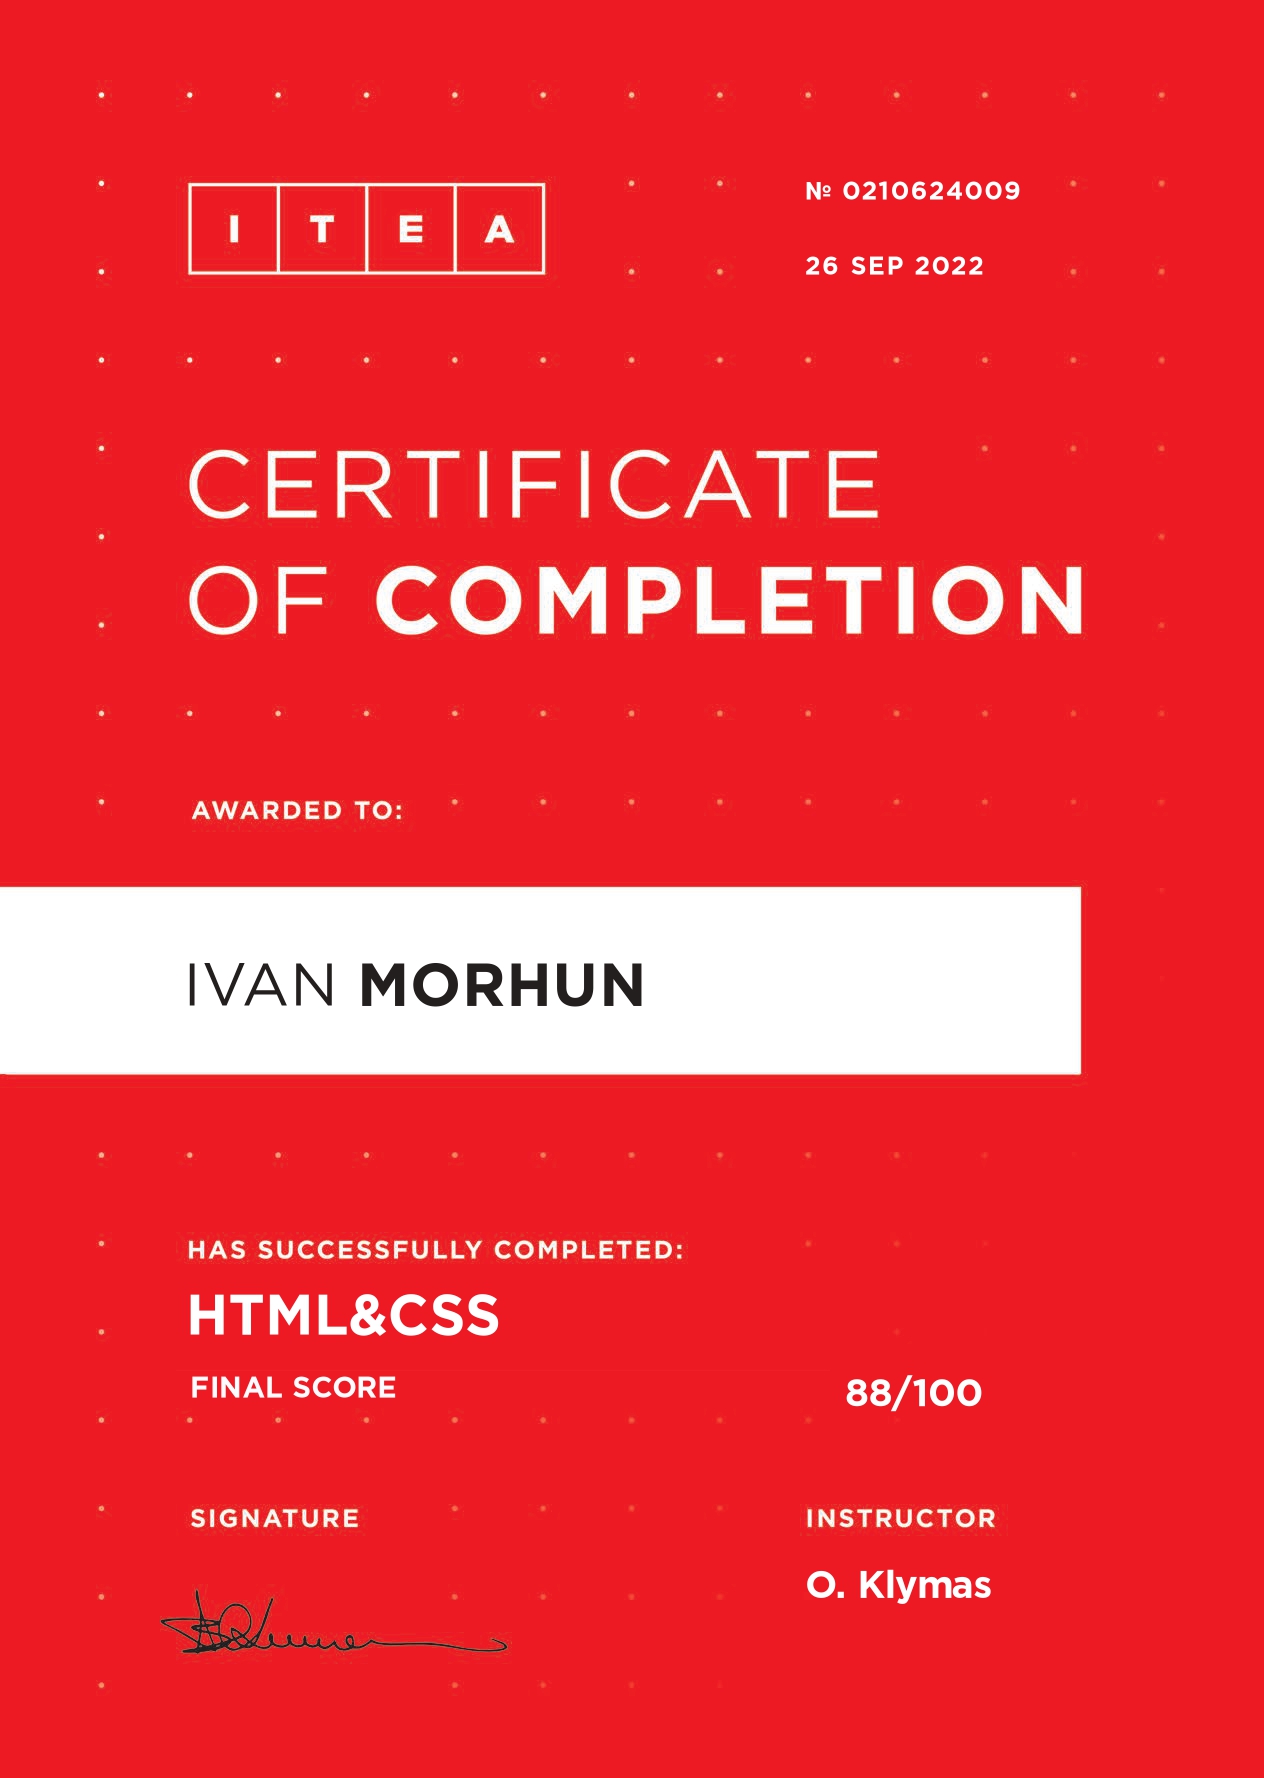 ITEA
№ 0210624009
26 SEP 2022
CERTIFICATE
OF COMPLETION
AWARDED TO:
IVAN MORHUN
HAS SUCCESSFULLY COMPLETED:
HTML&CSS
FINAL SCORE 88/100
SIGNATURE INSTRUCTOR
O. Klymas